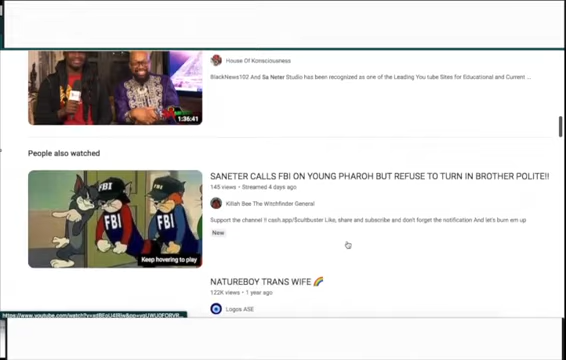 House Of Konsciousness
BlackNews102 And Sa Neter Studio has been recognized as one of the Leading You tube Sites for Educational and Current ...
1:36:41
People also watched
SANETER CALLS FBI ON YOUNG PHAROH BUT REFUSE TO TURN IN BROTHER POLITE!!
145 views • Streamed 4 days ago
FBI
FBI
FBI
FBI
Kitish Bee The Witchfinder General
Support the channel !! cash.app/$cultbuster Like, share and subscribe and don't forget the notification And let's burn em up
New
Keep hovering to play
NATUREBOY TRANS WIFE 🌈
122K views • 1 year ago
Logos ASE